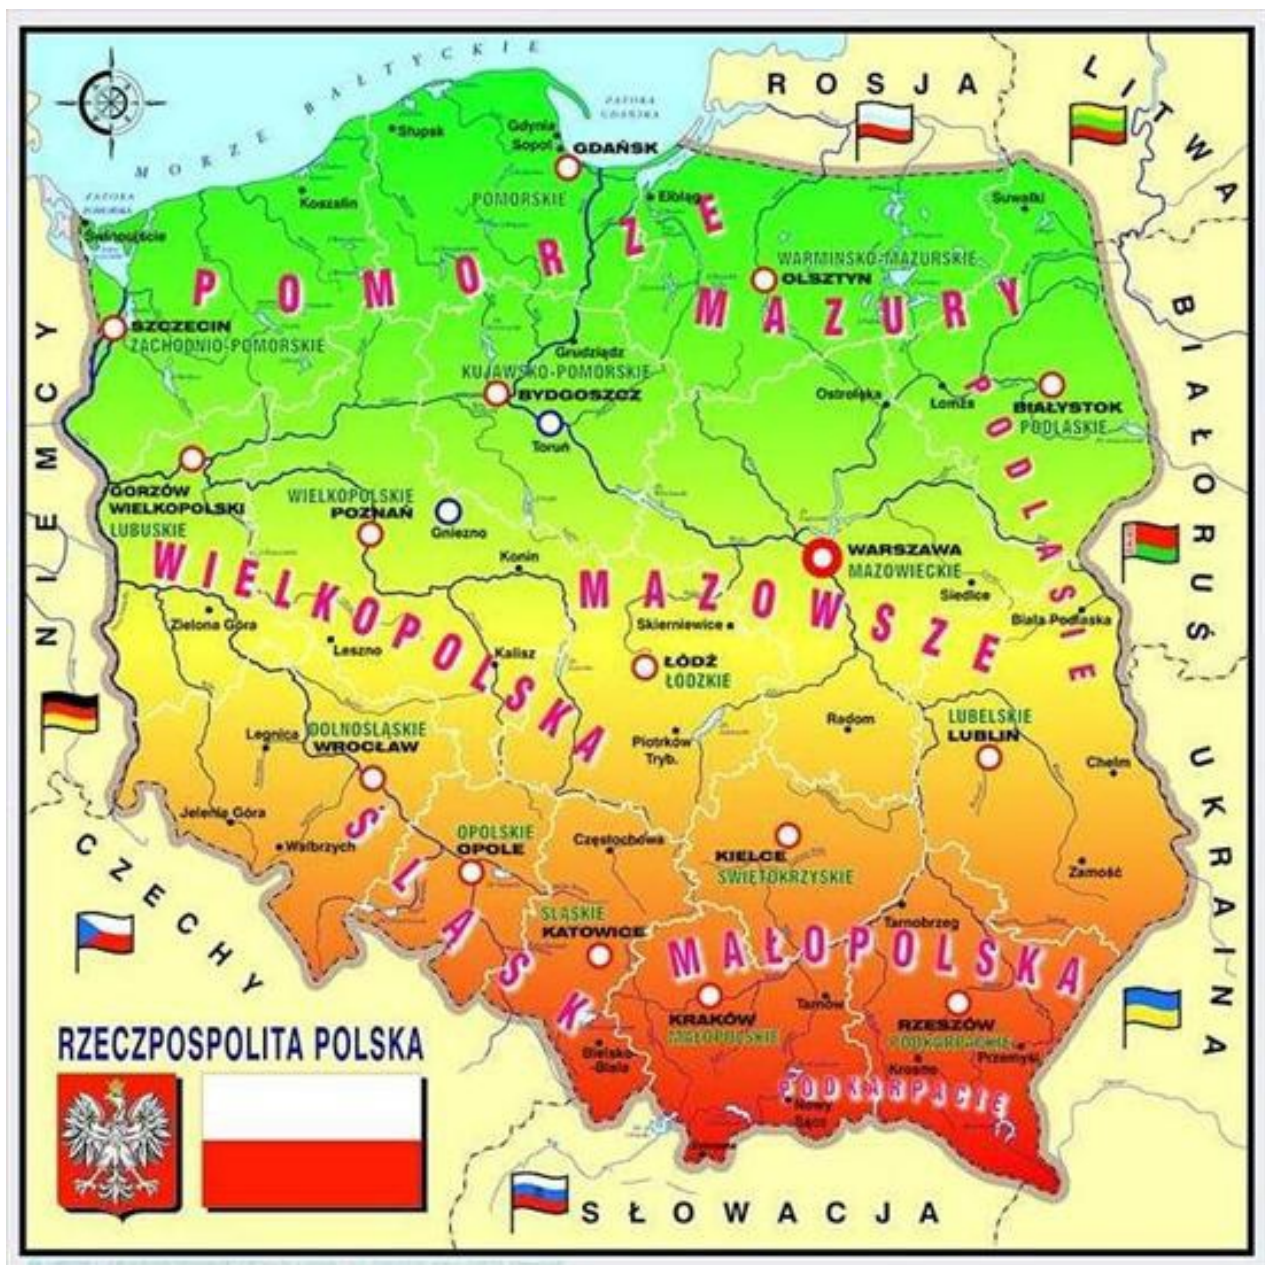 MORZE BAŁTYCKIE
ZATOKA
GDAŃSKA
ROSJA
LITWA
Słupsk
Gdynia
Sopot
GDAŃSK
Koszalin
POMORSKIE
Elbląg
Suwałki
ZATOKA
POMORSKA
Świnoujście
POMORZE
WARMIŃSKO-MAZURSKIE
OLSZTYN
MAZURY
SZCZECIN
ZACHODNIO-POMORSKIE
Grudziądz
KUJAWSKO-POMORSKIE
BYDGOSZCZ
Toruń
Ostrołęka
Łomża
BIAŁYSTOK
PODLASKIE
PODLASIE
BIAŁORUŚ
NIEMCY
GORZÓW
WIELKOPOLSKI
LUBUSKIE
WIELKOPOLSKIE
POZNAŃ
Gniezno
Konin
WARSZAWA
MAZOWIECKIE
Siedlce
Biała Podlaska
WIELKOPOLSKA
MAZOWSZE
Zielona Góra
Leszno
Kalisz
Skierniewice
ŁÓDŹ
ŁÓDZKIE
Legnica
DOLNOŚLĄSKIE
WROCŁAW
Piotrków
Tryb.
Radom
LUBELSKIE
LUBLIN
Chełm
UKRAINA
Jelenia Góra
Wałbrzych
ŚLĄSK
OPOLSKIE
OPOLE
Częstochowa
KIELCE
ŚWIĘTOKRZYSKIE
Zamość
CZECHY
ŚLĄSKIE
KATOWICE
Tarnobrzeg
MAŁOPOLSKA
KRAKÓW
MAŁOPOLSKIE
Tarnów
RZESZÓW
PODKARPACKIE
Przemyśl
Krosno
Bielsko
-Biała
PODKARPACIE
Nowy
Sącz
RZECZPOSPOLITA POLSKA
SŁOWACJA